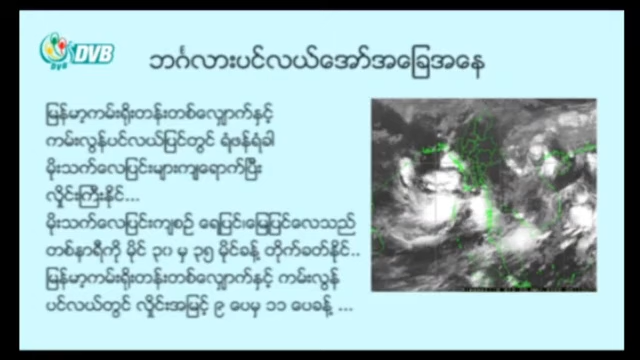 DVB
ဘင်္ဂလားပင်လယ်အော်အခြေအနေ
မြန်မာ့ကမ်းရိုးတန်းတစ်လျှောက်နှင့်
ကမ်းလွန်ပင်လယ်ပြင်တွင် ရံဖန်ရံခါ
မိုးသက်လေပြင်းများကျရောက်ပြီး
လှိုင်းကြီးနိုင်...
မိုးသက်လေပြင်းကျစဉ် ရေပြင်၊မြေပြင်လေသည်
တစ်နာရီကို မိုင် ၃၀ မှ ၃၅ မိုင်ခန့် တိုက်ခတ်နိုင်..
မြန်မာ့ကမ်းရိုးတန်းတစ်လျှောက်နှင့် ကမ်းလွန်
ပင်လယ်တွင် လှိုင်းအမြင့် ၉ ပေမှ ၁၁ ပေခန့် ...